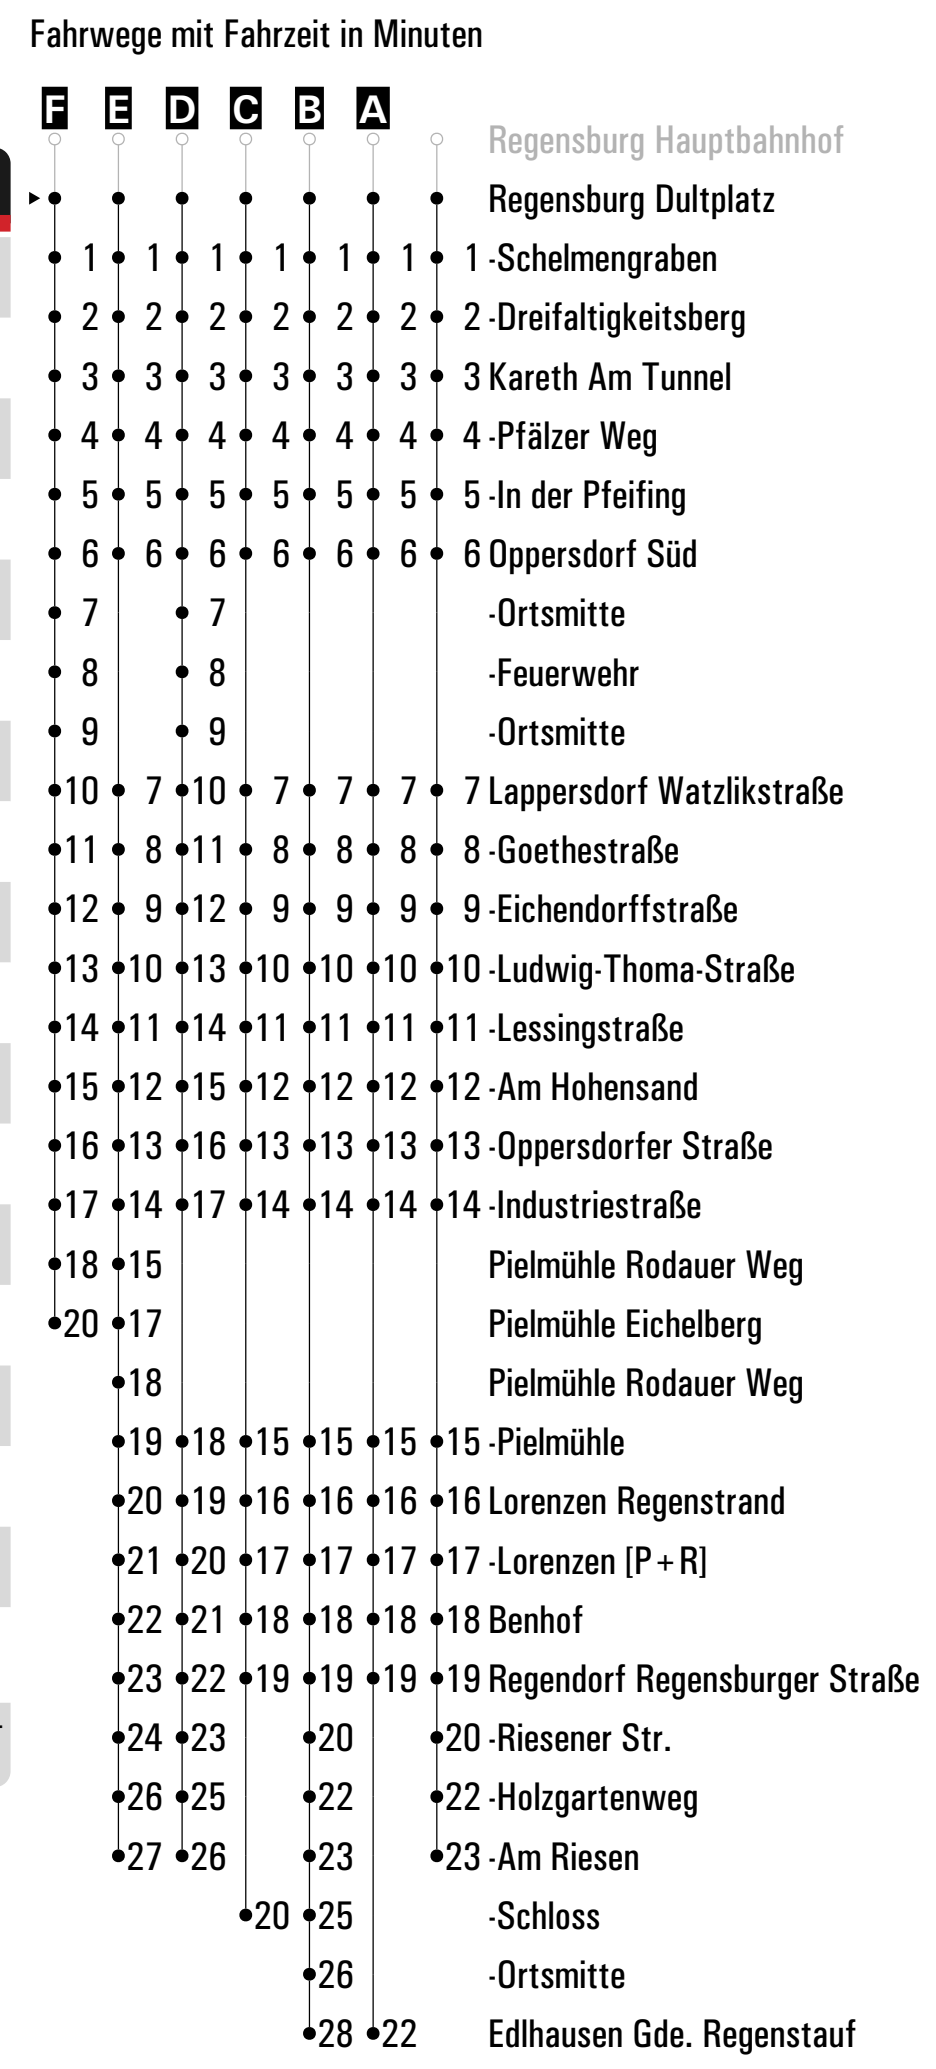 Fahrwege mit Fahrzeit in Minuten
F E D C B A
Regensburg Hauptbahnhof
Regensburg Dultplatz
1 1 1 1 1 1 1 -Schelmengraben
2 2 2 2 2 2 2 -Dreifaltigkeitsberg
3 3 3 3 3 3 3 Kareth Am Tunnel
4 4 4 4 4 4 4 -Pfälzer Weg
5 5 5 5 5 5 5 -In der Pfeifing
6 6 6 6 6 6 6 Oppersdorf Süd
7 7 -Ortsmitte
8 8 -Feuerwehr
9 9 -Ortsmitte
10 7 10 7 7 7 7 Lappersdorf Watzlikstraße
11 8 11 8 8 8 8 -Goethestraße
12 9 12 9 9 9 9 -Eichendorffstraße
13 10 13 10 10 10 10 -Ludwig-Thoma-Straße
14 11 14 11 11 11 11 -Lessingstraße
15 12 15 12 12 12 12 -Am Hohensand
16 13 16 13 13 13 13 -Oppersdorfer Straße
17 14 17 14 14 14 14 -Industriestraße
18 15 Pielmühle Rodauer Weg
20 17 Pielmühle Eichelberg
18 Pielmühle Rodauer Weg
19 18 15 15 15 15 -Pielmühle
20 19 16 16 16 16 Lorenzen Regenstrand
21 20 17 17 17 17 -Lorenzen [P+R]
22 21 18 18 18 18 Benhof
23 22 19 19 19 19 Regendorf Regensburger Straße
24 23 20 20 -Riesener Str.
26 25 22 22 -Holzgartenweg
27 26 23 23 -Am Riesen
20 25 -Schloss
26 -Ortsmitte
28 22 Edlhausen Gde. Regenstauf